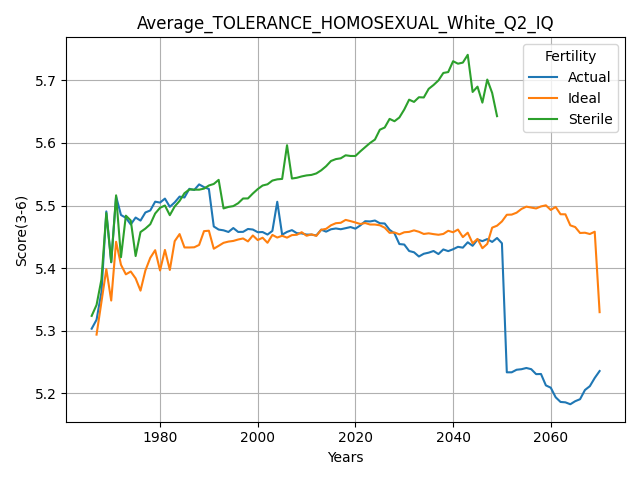 Average_TOLERANCE_HOMOSEXUAL_White_Q2_IQ
Fertility
Actual
Ideal
Sterile
Score(3-6)
5.7
5.6
5.5
5.4
5.3
5.2
1980
2000
2020
2040
2060
Years